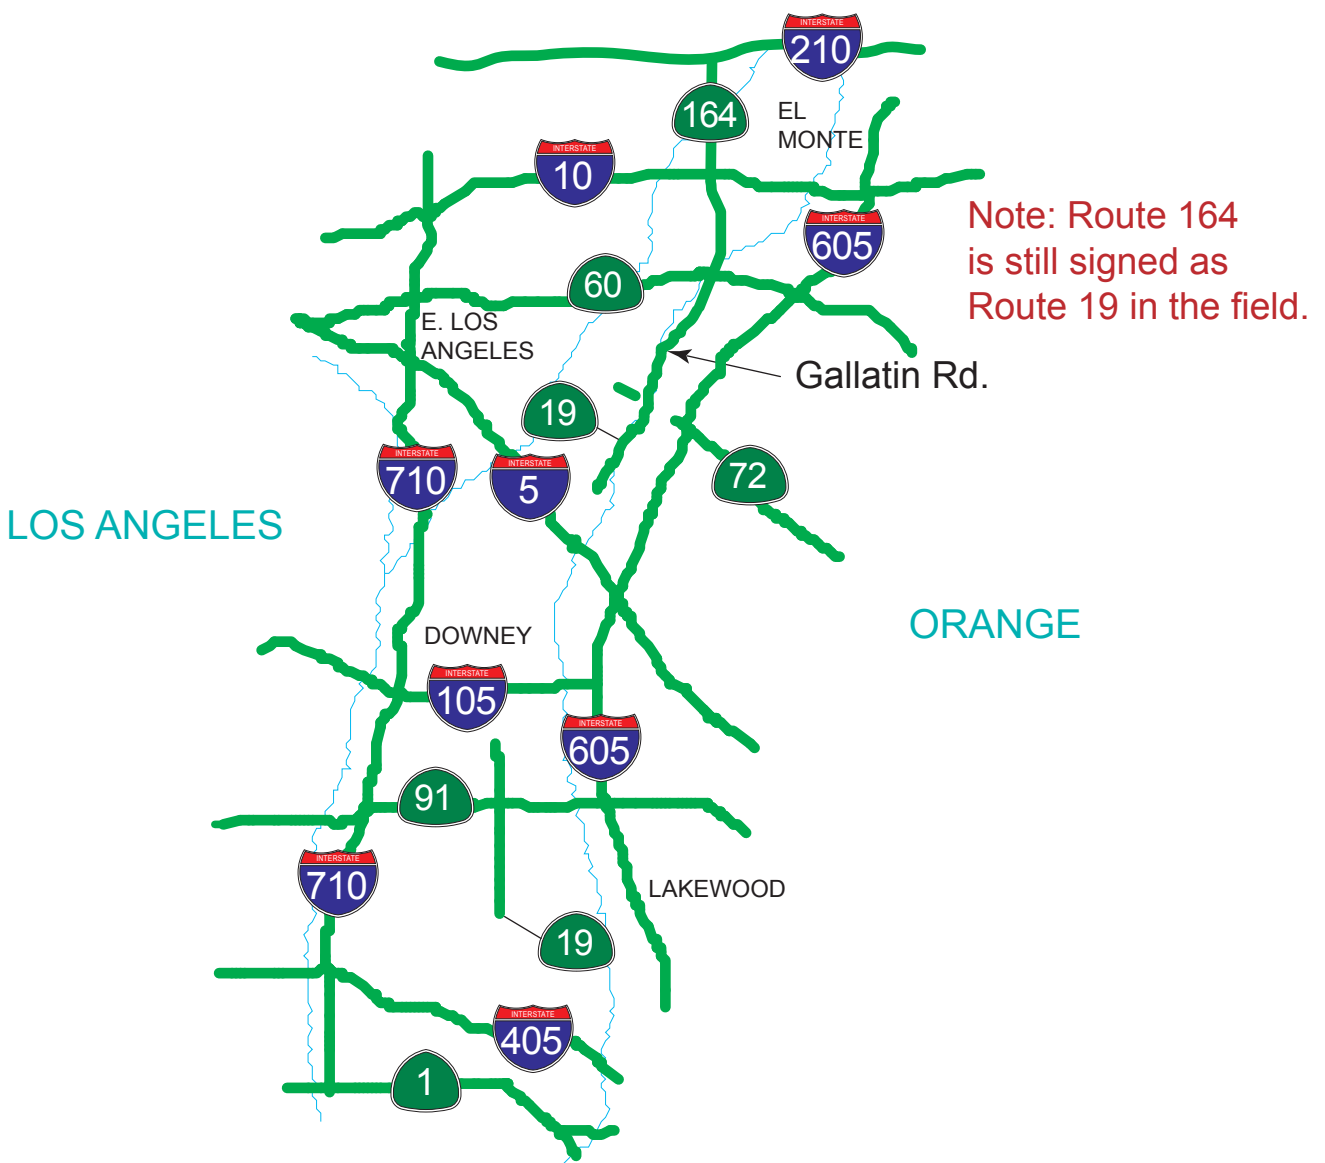 INTERSTATE
210
164
EL
MONTE
INTERSTATE
10
Note: Route 164
is still signed as
Route 19 in the field.
INTERSTATE
605
60
E. LOS
ANGELES
Gallatin Rd.
19
INTERSTATE
710
INTERSTATE
5
72
LOS ANGELES
ORANGE
DOWNEY
INTERSTATE
105
INTERSTATE
605
91
INTERSTATE
710
LAKEWOOD
19
INTERSTATE
405
1